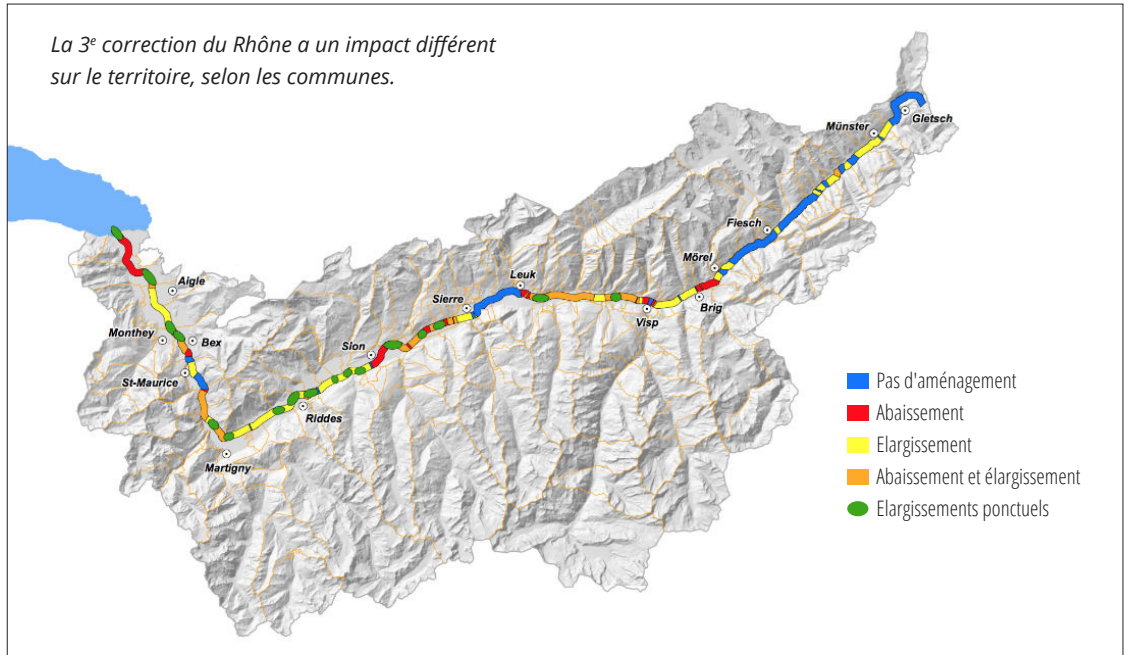 La 3e correction du Rhône a un impact différent
sur le territoire, selon les communes.
Gletsch
Münster
Fiesch
Mörel
Brig
Visp
Leuk
Sierre
Sion
Riddes
Martigny
St-Maurice
Bex
Monthey
Aigle
Pas d'aménagement
Abaissement
Elargissement
Abaissement et élargissement
Elargissements ponctuels